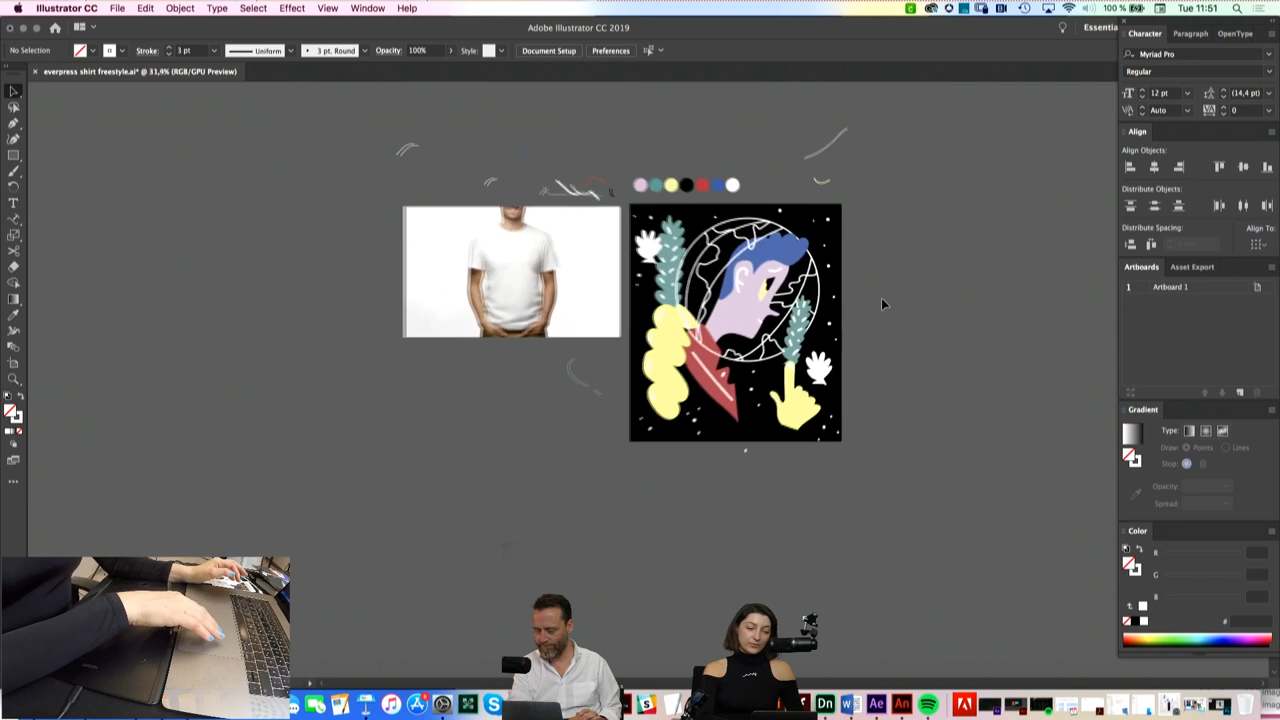 Illustrator CC File Edit Object Type Select Effect View Window Help 100 % Tue 11:51
Adobe Illustrator CC 2019 Essentia
No Selection Stroke: 3 pt Uniform 3 pt. Round Opacity: 100% Style: Document Setup Preferences
everpress shirt freestyle.ai* @ 31,9% (RGB/GPU Preview)
Character Paragraph OpenType
Myriad Pro
Regular
12 pt (14,4 pt)
Auto 0
Align
Align Objects:
Distribute Objects:
Distribute Spacing: Align To:
Artboards Asset Export
1 Artboard 1
Gradient
Type:
Draw: Points Lines
Stop:
Opacity:
Spread:
Color
R
G
B
#
Dn Ae An